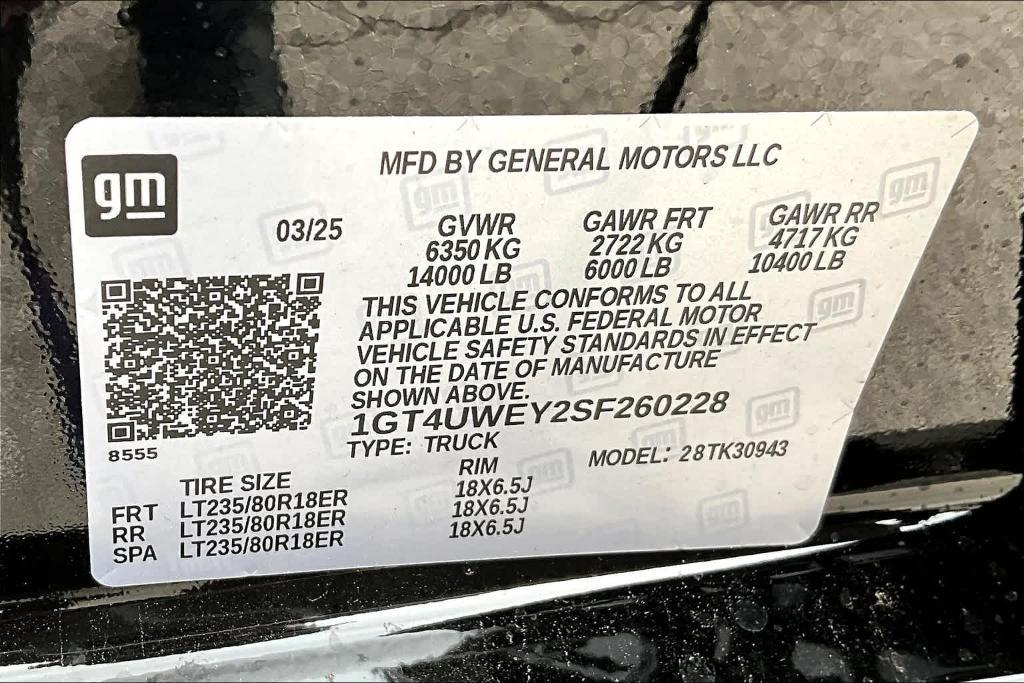 gm
MFD BY GENERAL MOTORS LLC
03/25 GVWR GAWR FRT GAWR RR
6350 KG 2722 KG 4717 KG
14000 LB 6000 LB 10400 LB
THIS VEHICLE CONFORMS TO ALL
APPLICABLE U.S. FEDERAL MOTOR
VEHICLE SAFETY STANDARDS IN EFFECT
ON THE DATE OF MANUFACTURE
SHOWN ABOVE.
1GT4UWEY2SF260228
8555
TYPE: TRUCK MODEL: 28TK30943
TIRE SIZE RIM
FRT LT235/80R18ER 18X6.5J
RR LT235/80R18ER 18X6.5J
SPA LT235/80R18ER 18X6.5J